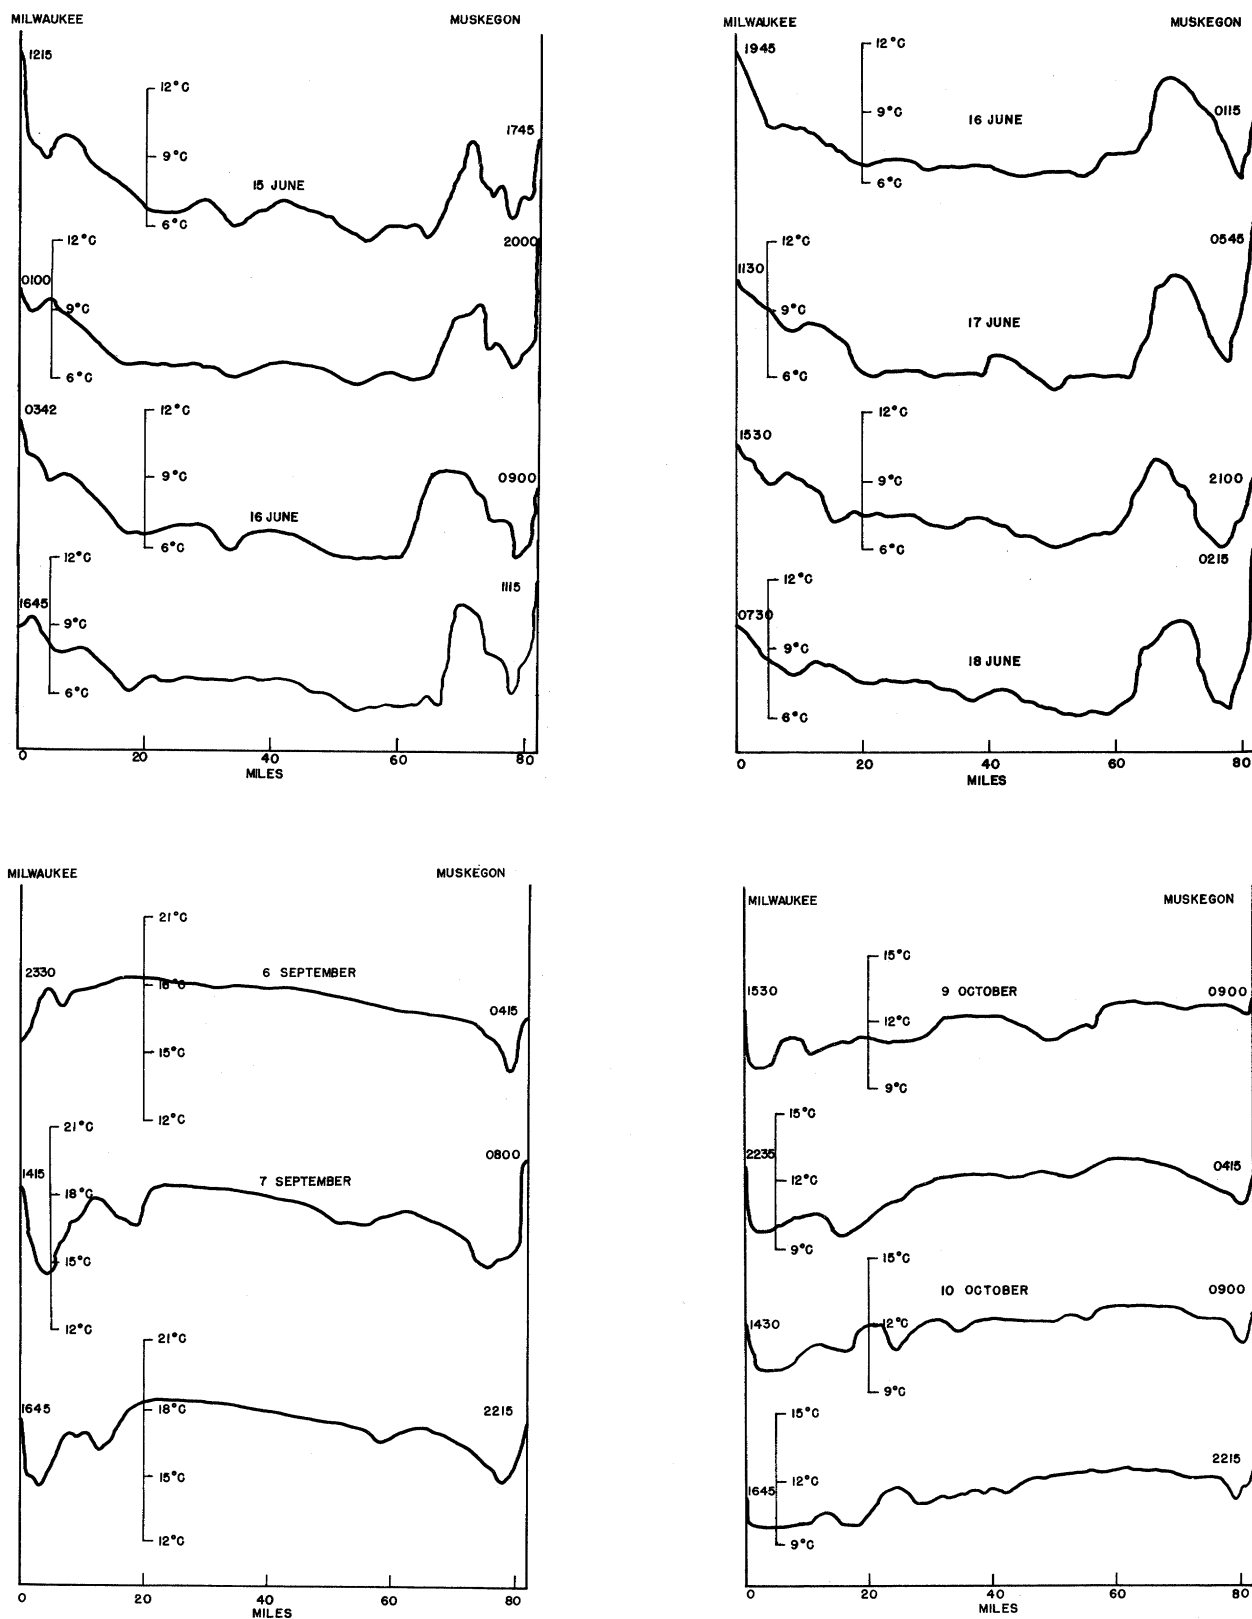 MILWAUKEE MUSKEGON
1215
12°C
1745
9°C
15 JUNE
6°C
12°C 2000
0100
9°C
6°C
0342 12°C
9°C 0900
16 JUNE
6°C
12°C
1645 1115
9°C
6°C
0 20 40 60 80
MILES
MILWAUKEE MUSKEGON
1945 12°C
9°C 0115
16 JUNE
6°C
12°C 0545
1130
9°C
17 JUNE
6°C
12°C
1530
9°C 2100
6°C
0215
12°C
0730
9°C
18 JUNE
6°C
0 20 40 60 80
MILES
MILWAUKEE MUSKEGON
21°C
2330 6 SEPTEMBER
18°C
0415
15°C
12°C
21°C
1415 0800
18°C 7 SEPTEMBER
15°C
12°C
21°C
1645 18°C 2215
15°C
12°C
0 20 40 60 80
MILES
MILWAUKEE MUSKEGON
15°C
1530 9 OCTOBER 0900
12°C
9°C
15°C
2235
12°C 0415
9°C
15°C
10 OCTOBER 0900
1430 12°C
9°C
15°C
2215
12°C
1645
9°C
0 20 40 60 80
MILES